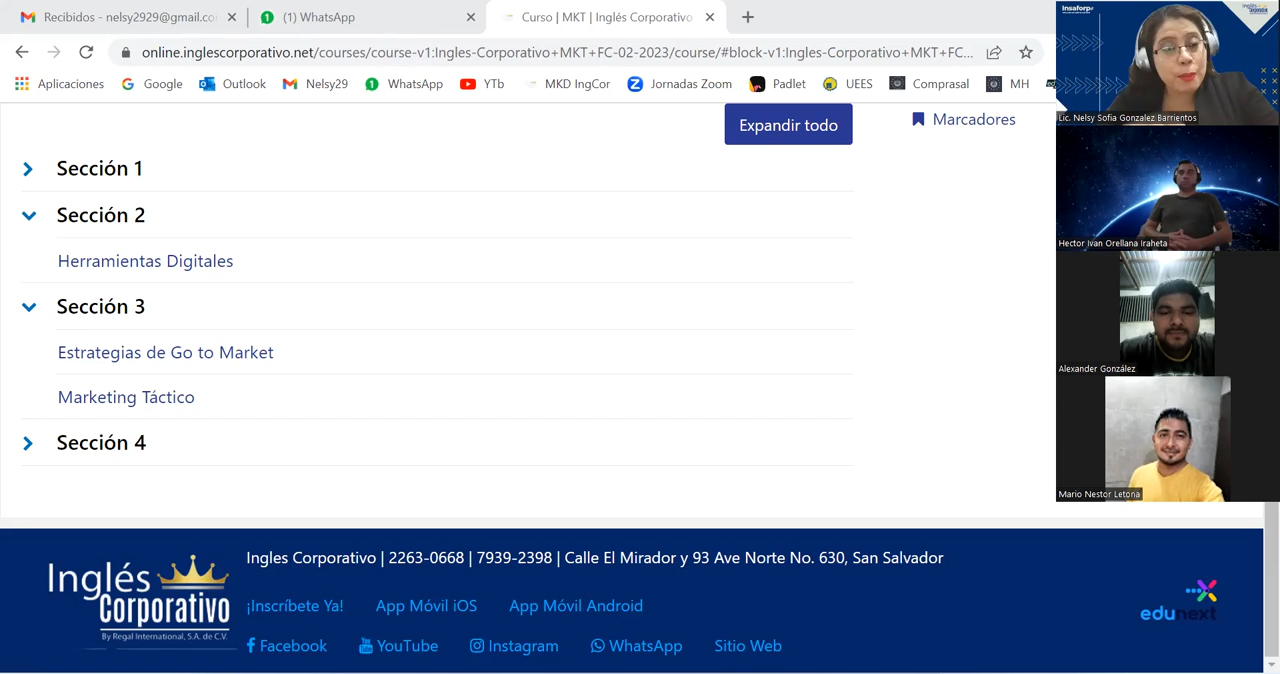 Recibidos - nelsy2929@gmail.co
(1) WhatsApp
Curso | MKT | Inglés Corporativo
online.inglescorporativo.net/courses/course-v1:Ingles-Corporativo+MKT+FC-02-2023/course/#block-v1:Ingles-Corporativo+MKT+FC...
Aplicaciones Google Outlook Nelsy29 WhatsApp YTb MKD IngCor Jornadas Zoom Padlet UEES Comprasal MH
Expandir todo
Marcadores
Sección 1
Sección 2
Herramientas Digitales
Sección 3
Estrategias de Go to Market
Marketing Táctico
Sección 4
Insaforp
Lic. Nelsy Sofia Gonzalez Barrientos
Hector Ivan Orellana Iraheta
Alexander González
Mario Nestor Letona
Inglés
Corporativo
By Regal International, S.A. de C.V.
Ingles Corporativo | 2263-0668 | 7939-2398 | Calle El Mirador y 93 Ave Norte No. 630, San Salvador
¡Inscríbete Ya! App Móvil iOS App Móvil Android
Facebook YouTube Instagram WhatsApp Sitio Web
edunext